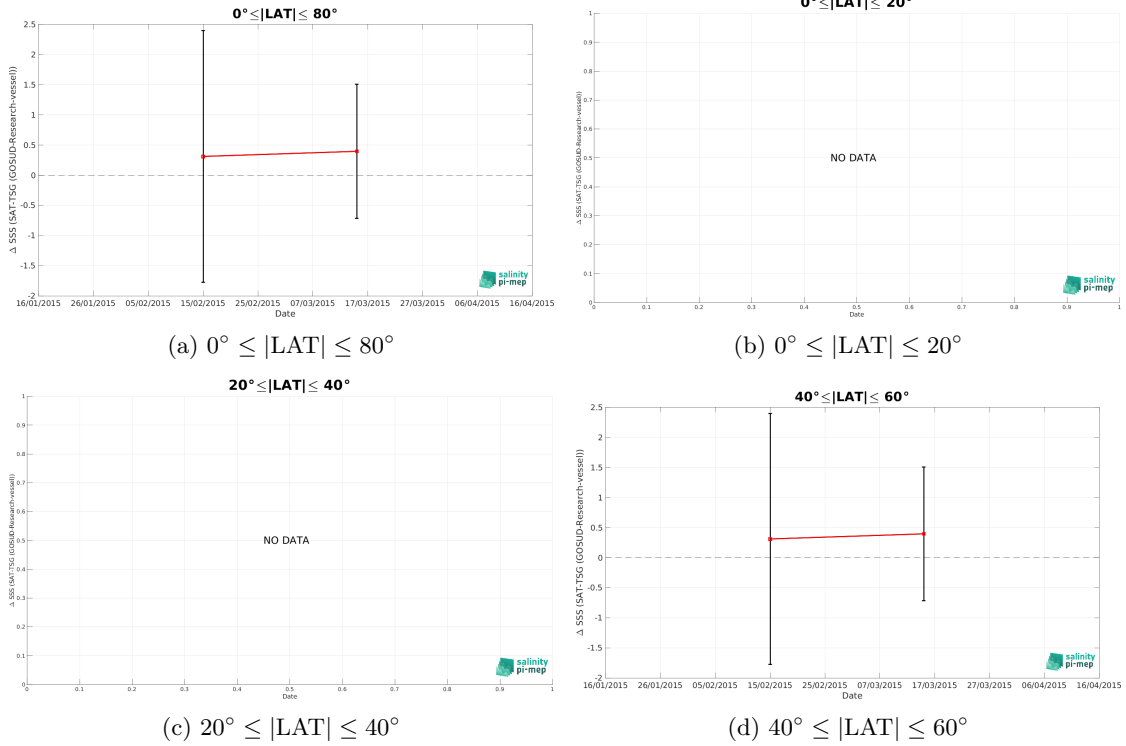 0°≤|LAT|≤ 80°
2.5
2
1.5
1
0.5
0
-0.5
-1
-1.5
-2
Δ SSS (SAT-TSG (GOSUD-Research-vessel))
16/01/2015 26/01/2015 05/02/2015 15/02/2015 25/02/2015 07/03/2015 17/03/2015 27/03/2015 06/04/2015 16/04/2015
Date
salinity
pi-mep
(a) 0° ≤ |LAT| ≤ 80°
0°≤|LAT|≤ 20°
1
0.9
0.8
0.7
0.6
0.5
0.4
0.3
0.2
0.1
0
Δ SSS (SAT-TSG (GOSUD-Research-vessel))
NO DATA
0 0.1 0.2 0.3 0.4 0.5 0.6 0.7 0.8 0.9 1
Date
salinity
pi-mep
(b) 0° ≤ |LAT| ≤ 20°
20°≤|LAT|≤ 40°
1
0.9
0.8
0.7
0.6
0.5
0.4
0.3
0.2
0.1
0
Δ SSS (SAT-TSG (GOSUD-Research-vessel))
NO DATA
0 0.1 0.2 0.3 0.4 0.5 0.6 0.7 0.8 0.9 1
Date
salinity
pi-mep
(c) 20° ≤ |LAT| ≤ 40°
40°≤|LAT|≤ 60°
2.5
2
1.5
1
0.5
0
-0.5
-1
-1.5
-2
Δ SSS (SAT-TSG (GOSUD-Research-vessel))
16/01/2015 26/01/2015 05/02/2015 15/02/2015 25/02/2015 07/03/2015 17/03/2015 27/03/2015 06/04/2015 16/04/2015
Date
salinity
pi-mep
(d) 40° ≤ |LAT| ≤ 60°